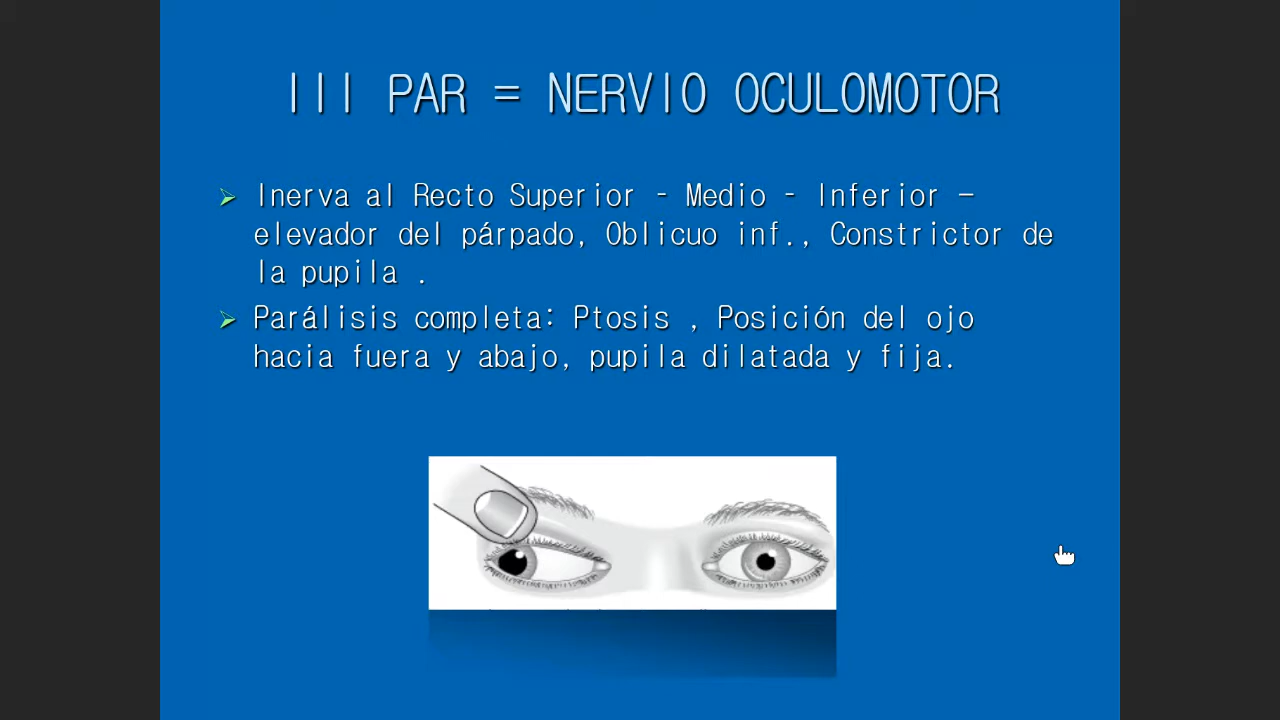 III PAR = NERVIO OCULOMOTOR
Inerva al Recto Superior - Medio - Inferior –
elevador del párpado, Oblicuo inf., Constrictor de
la pupila .
Parálisis completa: Ptosis , Posición del ojo
hacia fuera y abajo, pupila dilatada y fija.